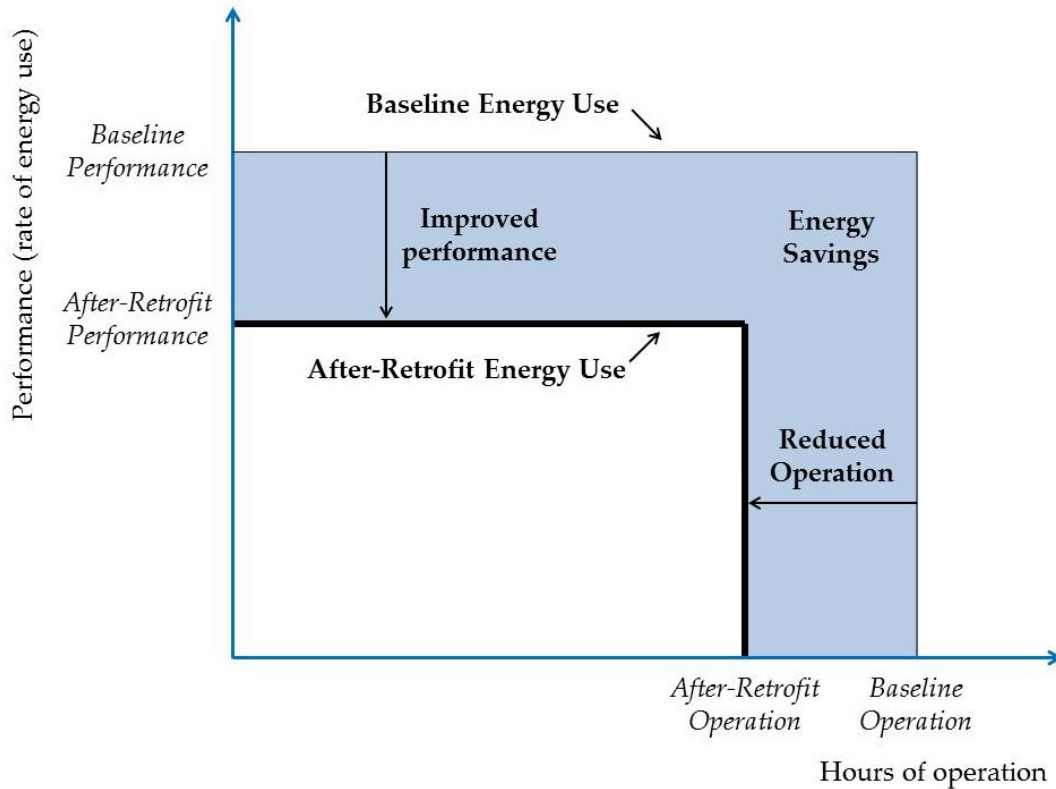 Performance (rate of energy use)
Baseline
Performance
After-Retrofit
Performance
Baseline Energy Use
Improved
performance
Energy
Savings
After-Retrofit Energy Use
Reduced
Operation
After-Retrofit
Operation
Baseline
Operation
Hours of operation